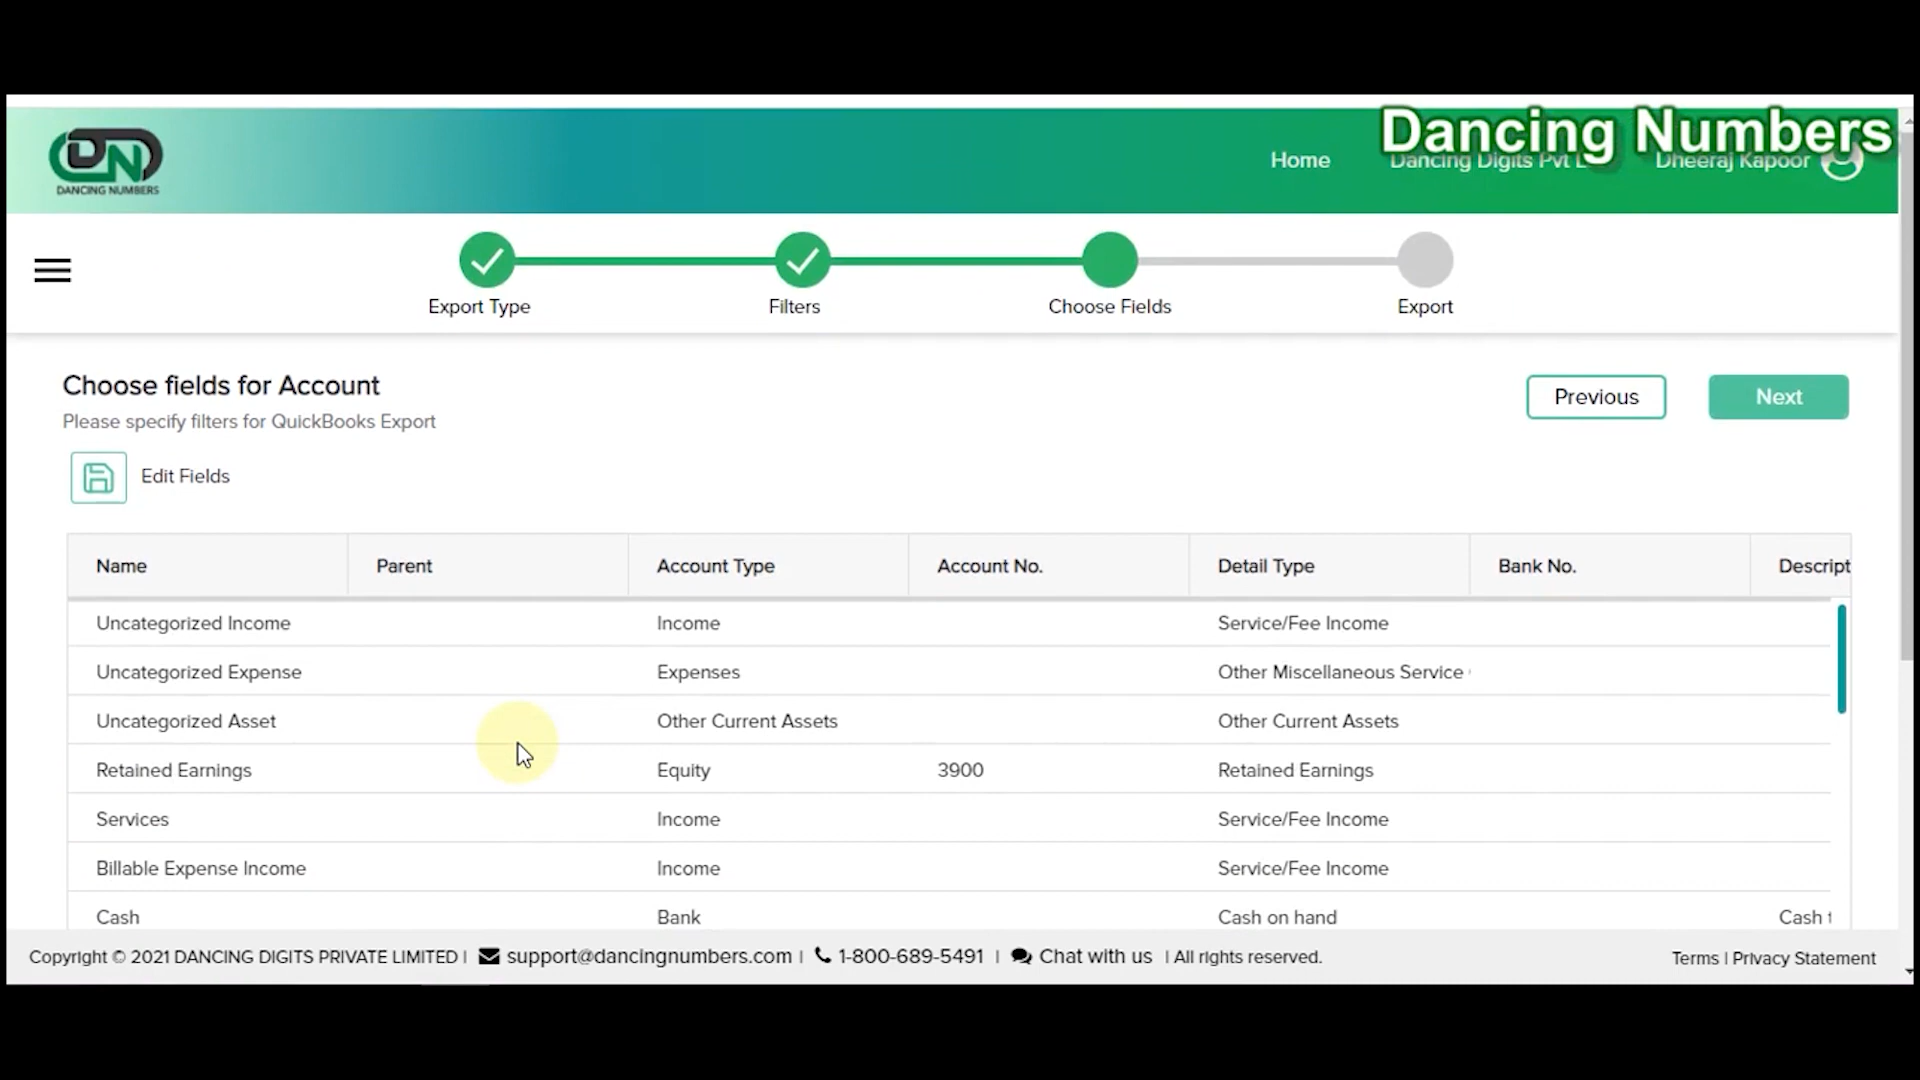 Dancing Numbers
DN
DANCING NUMBERS
Home
Dancing Digits Pvt L
Dheeraj Kapoor
Export Type
Filters
Choose Fields
Export
Choose fields for Account
Please specify filters for QuickBooks Export
Previous
Next
Edit Fields
Name Parent Account Type Account No. Detail Type Bank No. Descript
Uncategorized Income Income Service/Fee Income
Uncategorized Expense Expenses Other Miscellaneous Service
Uncategorized Asset Other Current Assets Other Current Assets
Retained Earnings Equity 3900 Retained Earnings
Services Income Service/Fee Income
Billable Expense Income Income Service/Fee Income
Cash Bank Cash on hand Cash
Copyright © 2021 DANCING DIGITS PRIVATE LIMITED | support@dancingnumbers.com | 1-800-689-5491 | Chat with us | All rights reserved. Terms | Privacy Statement